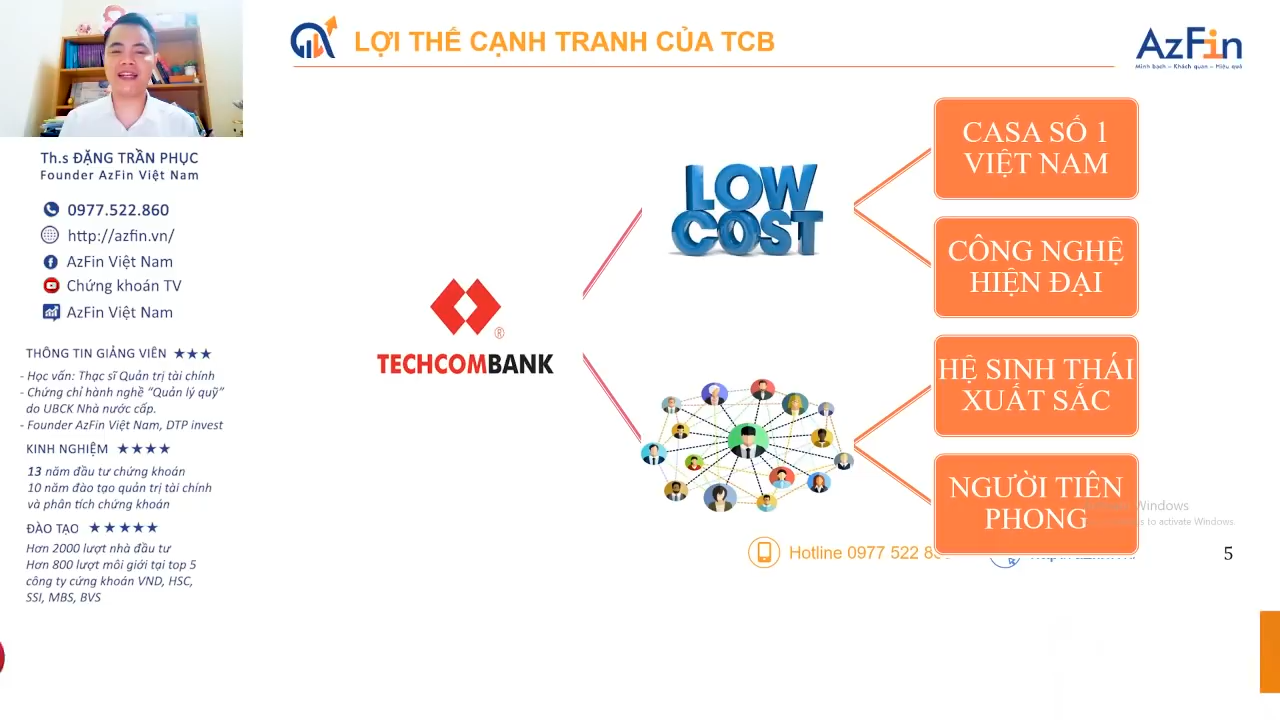 LỢI THẾ CẠNH TRANH CỦA TCB
AzFin
Minh bạch – Khách quan – Hiệu quả
Th.s ĐẶNG TRẦN PHỤC
Founder AzFin Việt Nam
0977.522.860
http://azfin.vn/
AzFin Việt Nam
Chứng khoán TV
AzFin Việt Nam
THÔNG TIN GIẢNG VIÊN ★★★
- Học vấn: Thạc sĩ Quản trị tài chính
- Chứng chỉ hành nghề "Quản lý quỹ"
do UBCK Nhà nước cấp.
- Founder AzFin Việt Nam, DTP invest
KINH NGHIỆM ★★★★
13 năm đầu tư chứng khoán
10 năm đào tạo quản trị tài chính
và phân tích chứng khoán
ĐÀO TẠO ★★★★★
Hơn 2000 lượt nhà đầu tư
Hơn 800 lượt môi giới tại top 5
công ty cứng khoán VND, HSC,
SSI, MBS, BVS
TECHCOMBANK
®
LOW
COST
CASA SỐ 1
VIỆT NAM
CÔNG NGHỆ
HIỆN ĐẠI
HỆ SINH THÁI
XUẤT SẮC
NGƯỜI TIÊN
PHONG
Windows
to activate Windows.
Hotline 0977 522 8
5